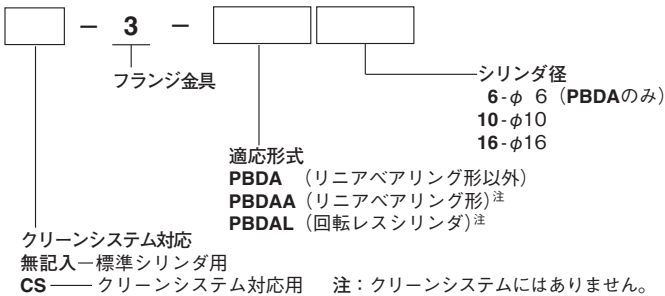 － 3 －
フランジ金具
シリンダ径
6-φ 6（PBDAのみ）
10-φ10
16-φ16
適応形式
PBDA （リニアベアリング形以外）
PBDAA（リニアベアリング形）注
PBDAL（回転レスシリンダ）注
クリーンシステム対応
無記入―標準シリンダ用
CS――クリーンシステム対応用 注：クリーンシステムにはありません。